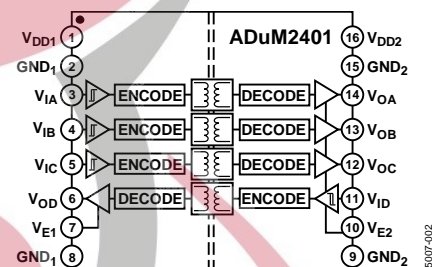 ADuM2401
VDD1 1
16 VDD2
GND1 2
15 GND2
VIA 3 ENCODE DECODE 14 VOA
VIB 4 ENCODE DECODE 13 VOB
VIC 5 ENCODE DECODE 12 VOC
VOD 6 DECODE ENCODE 11 VID
VE1 7
10 VE2
GND1 8
9 GND2
5007-002